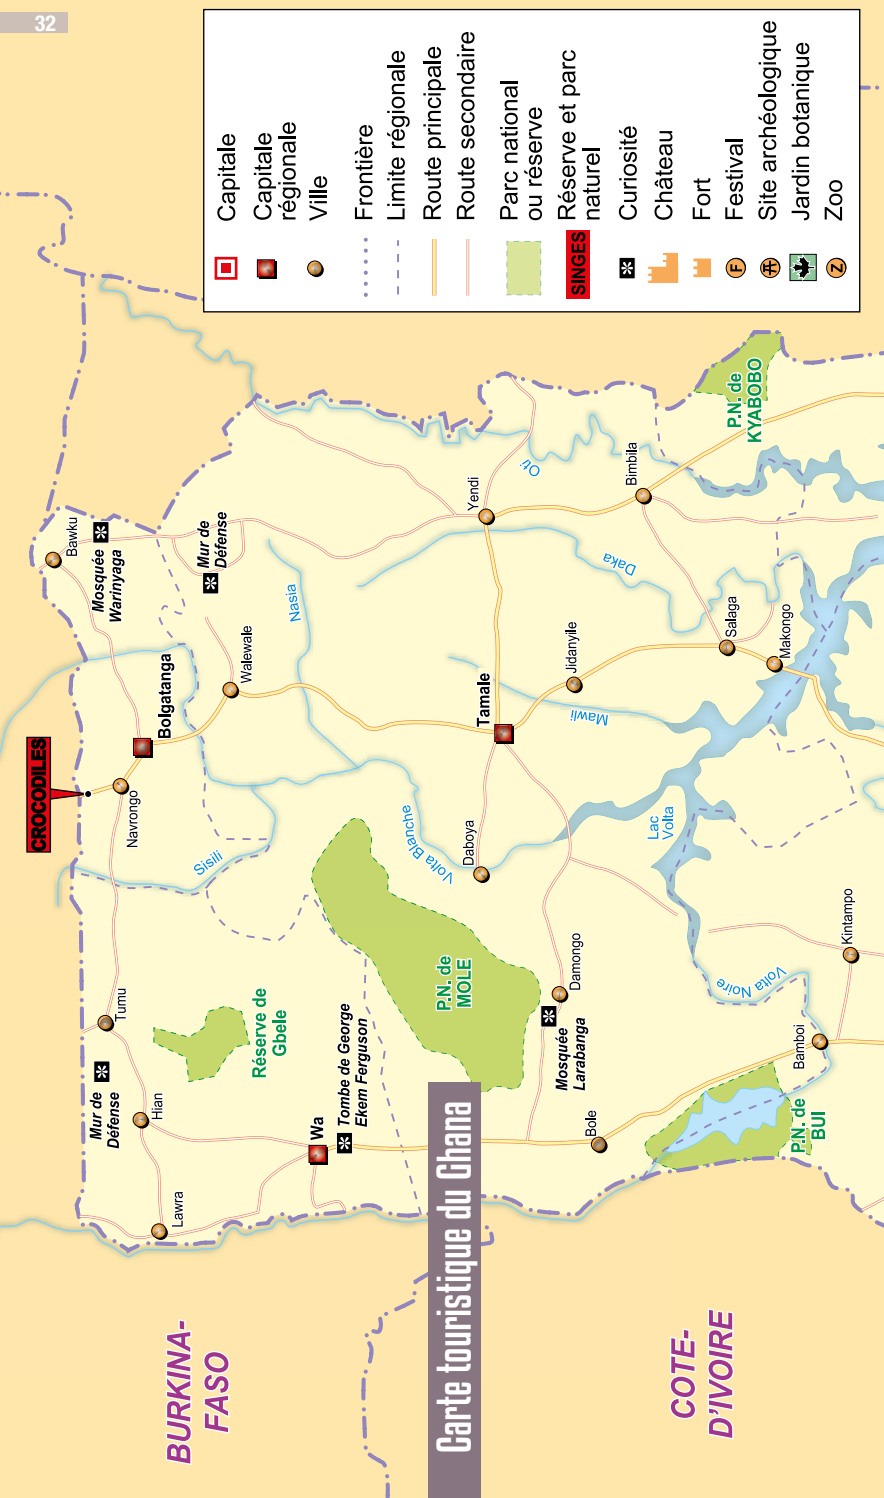 32
Carte touristique du Ghana
Capitale
Capitale
régionale
Ville
Frontière
Limite régionale
Route principale
Route secondaire
Parc national
ou réserve
SINGES
Réserve et parc
naturel
Curiosité
Château
Fort
F
Festival
Site archéologique
Jardin botanique
Z
Zoo
BURKINA-
FASO
COTE-
D'IVOIRE
CROCODILES
Bawku
Mosquée
Warinyaga
Mur de
Défense
Nasia
Walewale
Bolgatanga
Navrongo
Sisili
Tumu
Mur de
Défense
Hian
Lawra
Réserve de
Gbele
Wa
Tombe de George
Ekem Ferguson
P.N. de
MOLE
Volta Blanche
Daboya
Tamale
Yendi
Oti
Daka
Jidanyile
Mawli
Bimbila
P.N. de
KYABOBO
Salaga
Makongo
Lac
Volta
Damongo
Mosquée
Larabanga
Bole
Volta Noire
Kintampo
Bamboi
P.N. de
BUI